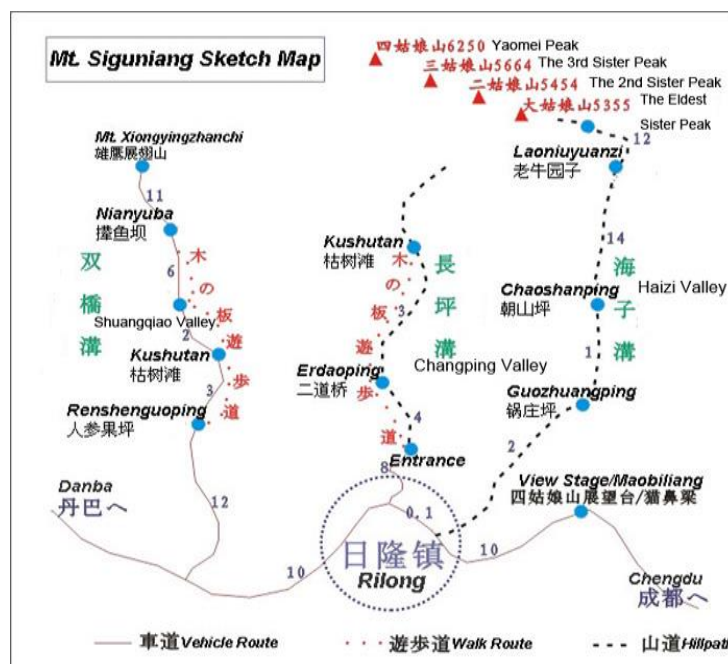 Mt. Siguniang Sketch Map
四姑娘山6250 Yaomei Peak
三姑娘山5664 The 3rd Sister Peak
二姑娘山5454 The 2nd Sister Peak
大姑娘山5355 The Eldest
Sister Peak
12
Mt. Xiongyingzhanchi
雄鷹展翅山
11
Nianyuba
撵鱼坝
6
双橋溝
木の板遊歩道
Shuangqiao Valley
2
Kushutan
枯树滩
3
Renshenguoping
人参果坪
12
Danba
丹巴へ
10
Kushutan
枯树滩
木の板遊歩道
長坪溝
3
Changping Valley
Erdaoping
二道桥
4
Entrance
8
0.1
日隆镇
Rilong
Laoniuyuanzi
老牛园子
14
海子溝
Haizi Valley
Chaoshanping
朝山坪
1
Guozhuangping
锅庄坪
2
View Stage/Maobiliang
四姑娘山展望台/猫鼻梁
10
Chengdu
成都へ
車道 Vehicle Route
遊歩道 Walk Route
山道 Hillpath